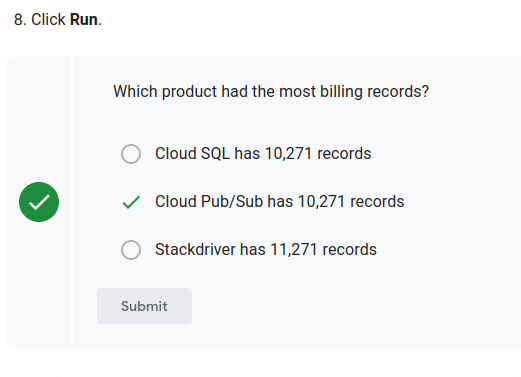 8. Click Run.
Which product had the most billing records?
Cloud SQL has 10,271 records
Cloud Pub/Sub has 10,271 records
Stackdriver has 11,271 records
Submit